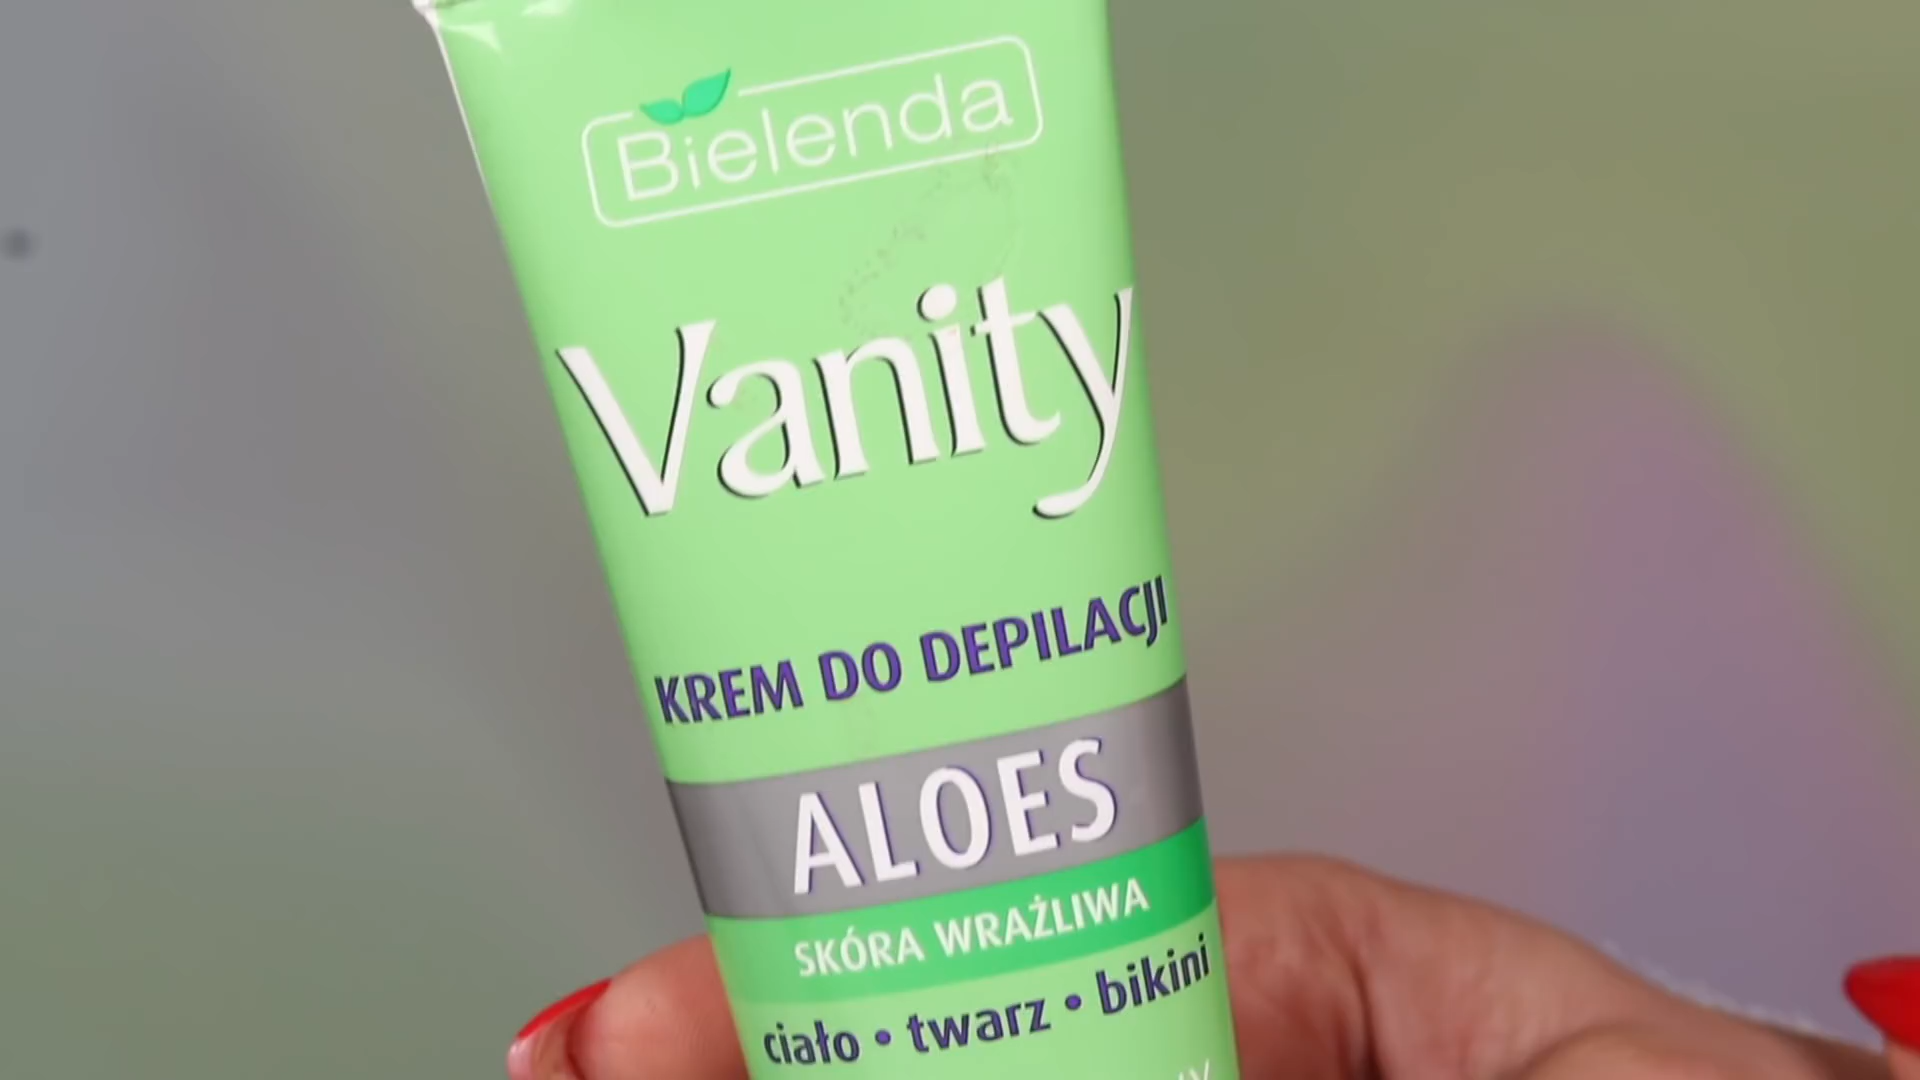 Bielenda
Vanity
KREM DO DEPILACJI
ALOES
SKÓRA WRAŻLIWA
ciało • twarz • bikini